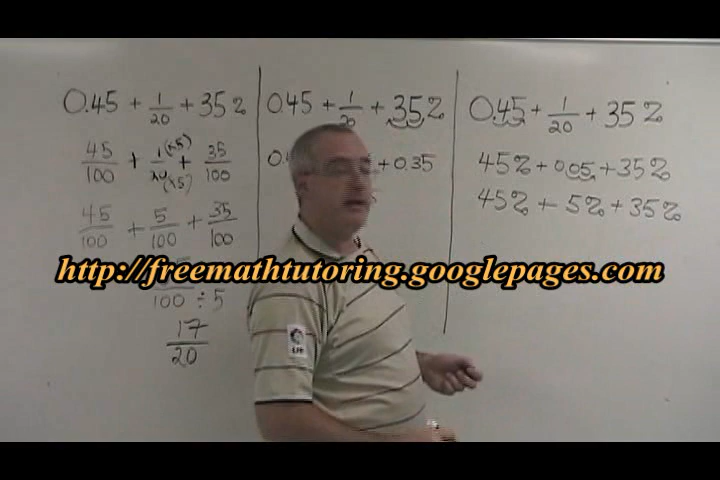 0.45 + 1/20 + 35%
45/100 + 1(×5)/20(×5) + 35/100
45/100 + 5/100 + 35/100
100 ÷ 5
17/20
0.45 + 1/20 + 35%
+ 0.35
0.45 + 1/20 + 35%
45% + 0.05 + 35%
45% + 5% + 35%
http://freemathtutoring.googlepages.com